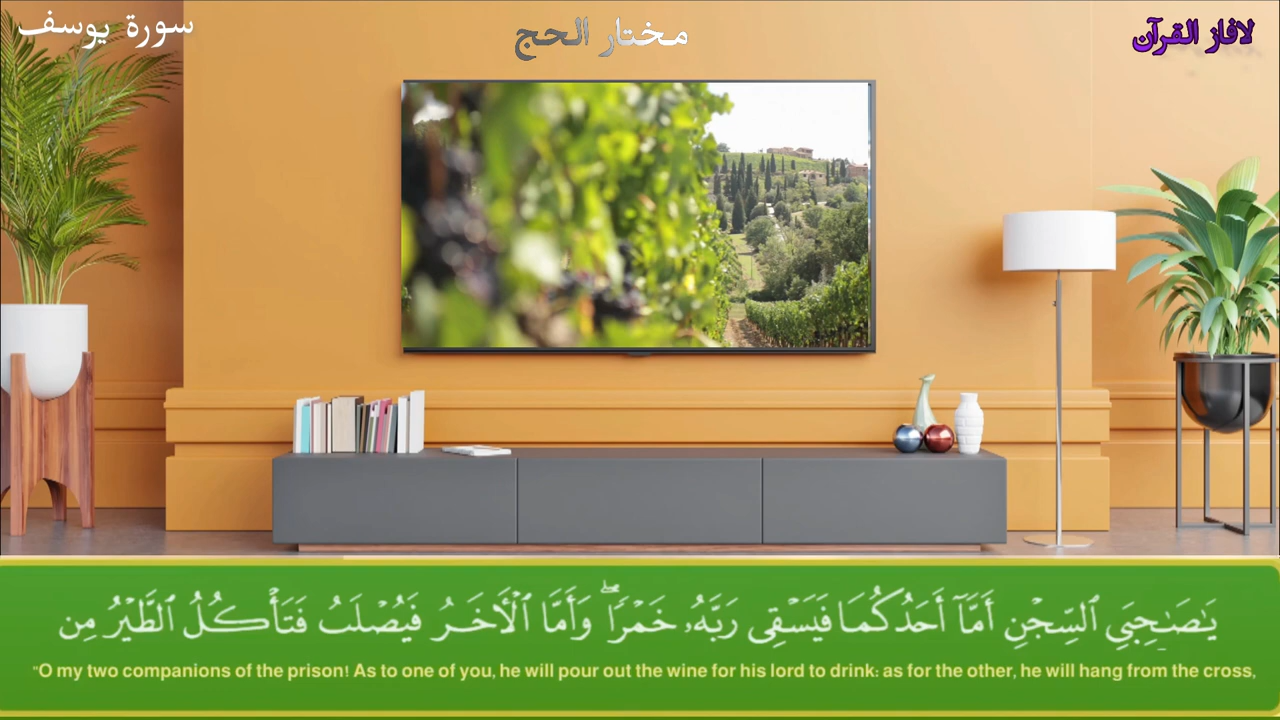 لافاز القرآن
مختار الحج
سورة يوسف
يَٰصَٰحِبَىِ ٱلسِّجْنِ أَمَّآ أَحَدُكُمَا فَيَسْقِى رَبَّهُۥ خَمْرًۭا ۖ وَأَمَّا ٱلْأَخَرُ فَيُصْلَبُ فَتَأْكُلُ ٱلطَّيْرُ مِن
"O my two companions of the prison! As to one of you, he will pour out the wine for his lord to drink: as for the other, he will hang from the cross,